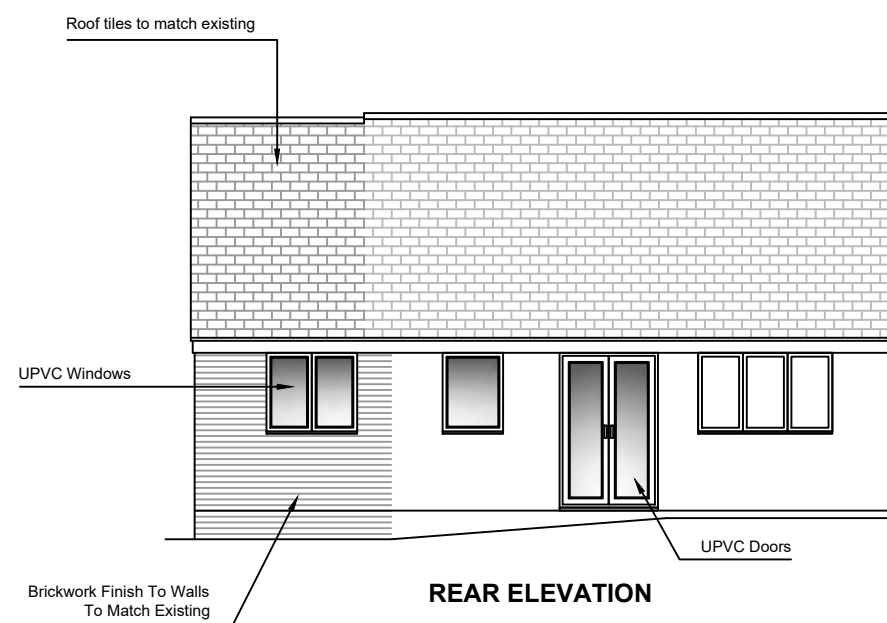 Roof tiles to match existing
UPVC Windows
UPVC Doors
Brickwork Finish To Walls
To Match Existing
REAR ELEVATION